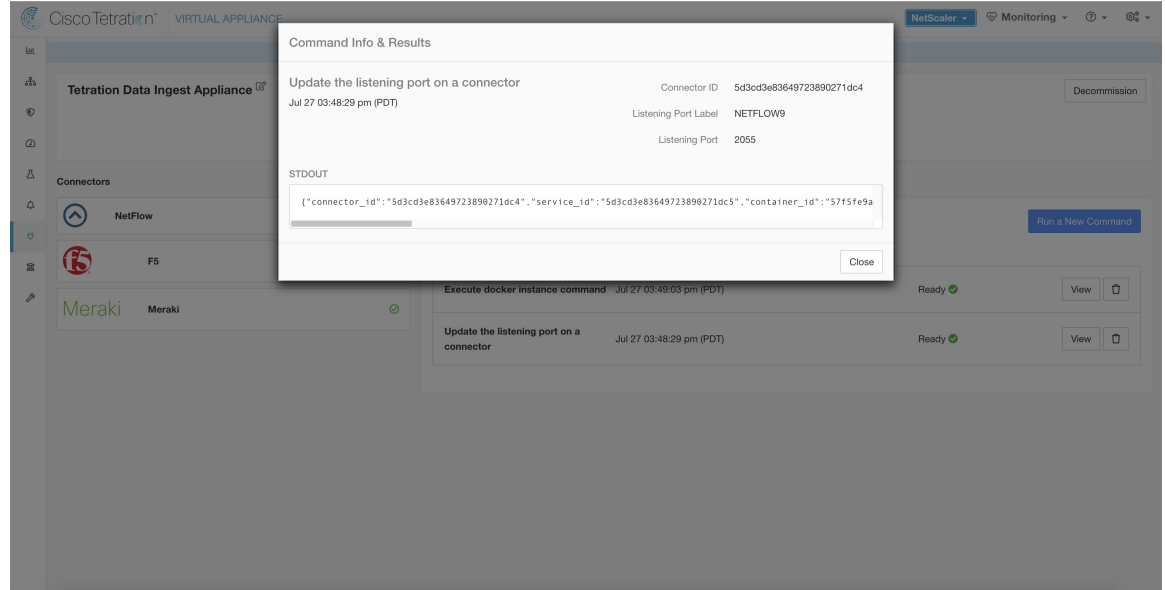 Cisco Tetration™ VIRTUAL APPLIANCE
NetScaler
Monitoring
Command Info & Results
Update the listening port on a connector
Jul 27 03:48:29 pm (PDT)
Connector ID 5d3cd3e83649723890271dc4
Listening Port Label NETFLOW9
Listening Port 2055
STDOUT
{"connector_id":"5d3cd3e83649723890271dc4","service_id":"5d3cd3e83649723890271dc5","container_id":"57f5fe9a
Close
Tetration Data Ingest Appliance
Decommission
Connectors
NetFlow
f5 F5
Meraki Meraki
Run a New Command
Execute docker instance command Jul 27 03:49:03 pm (PDT) Ready View
Update the listening port on a
connector
Jul 27 03:48:29 pm (PDT) Ready View